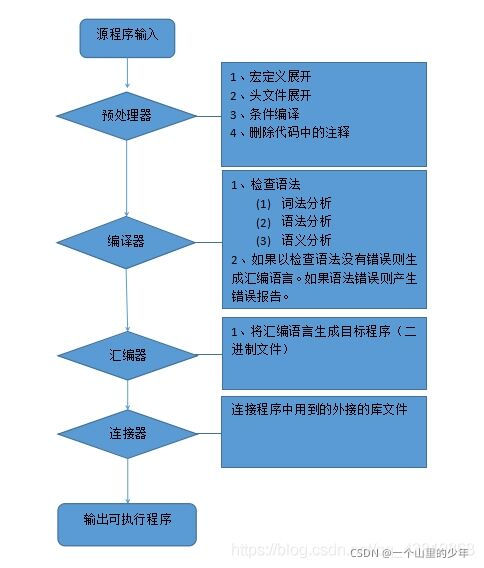 源程序输入
预处理器
1、宏定义展开
2、头文件展开
3、条件编译
4、删除代码中的注释
编译器
1、检查语法
(1) 词法分析
(2) 语法分析
(3) 语义分析
2、如果以检查语法没有错误则生
成汇编语言。如果语法错误则产生
错误报告。
汇编器
1、将汇编语言生成目标程序（二
进制文件）
连接器
连接程序中用到的外接的库文件
输出可执行程序
https://blog.csdn.net/
CSDN @一个山里的少年